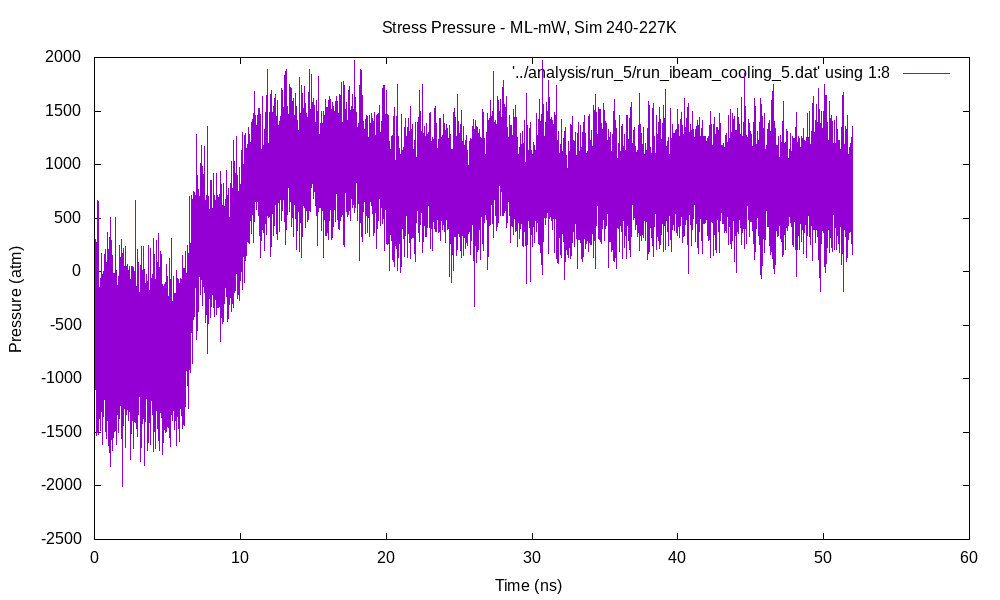 Stress Pressure - ML-mW, Sim 240-227K
'../analysis/run_5/run_ibeam_cooling_5.dat' using 1:8
2000
1500
1000
500
0
-500
-1000
-1500
-2000
-2500
Pressure (atm)
0 10 20 30 40 50 60
Time (ns)